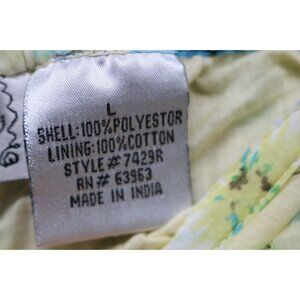 L
SHELL:100%POLYESTOR
LINING:100%COTTON
STYLE#7429R
RN# 63963
MADE IN INDIA